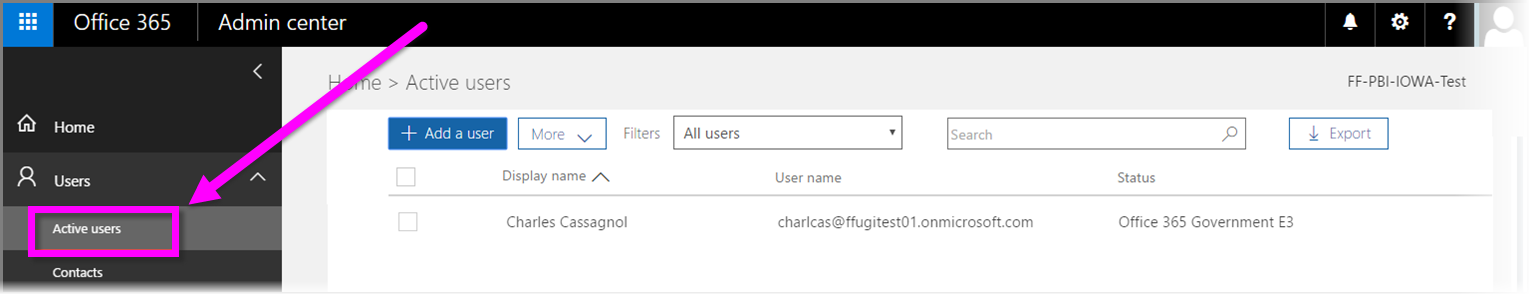 Office 365 Admin center ?
Home > Active users FF-PBI-IOWA-Test
Home
+ Add a user More Filters All users Search Export
Users
Display name User name Status
Active users
Charles Cassagnol charlcas@ffugitest01.onmicrosoft.com Office 365 Government E3
Contacts